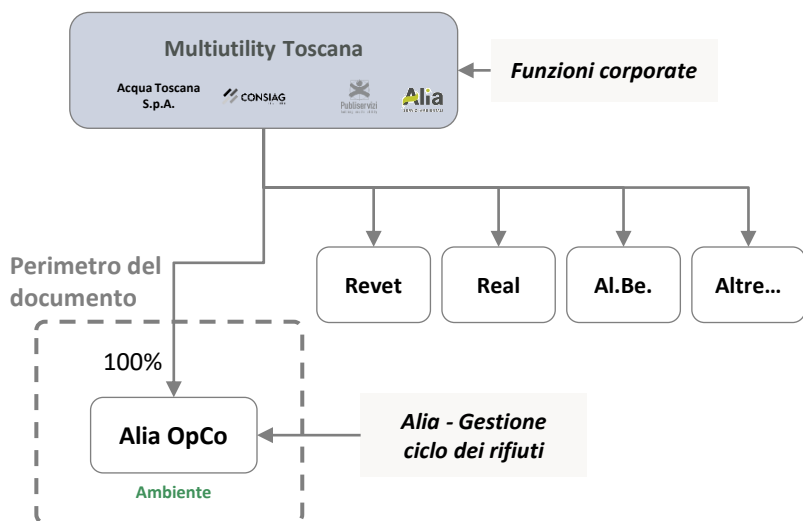 Multiutility Toscana
Acqua Toscana
S.p.A.
CONSIAG
Publiservizi
Alia
Funzioni corporate
Perimetro del
documento
Revet
Real
Al.Be.
Altre…
100%
Alia OpCo
Alia - Gestione
ciclo dei rifiuti
Ambiente